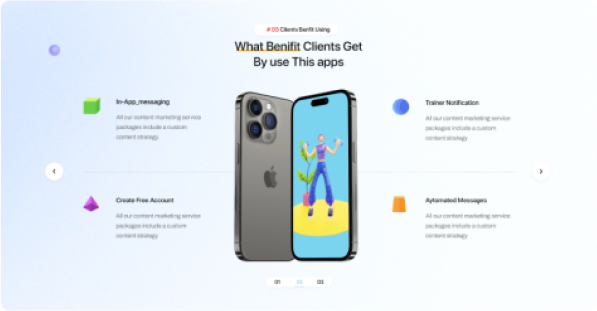 # 03 Clients Benfit Using
What Benifit Clients Get
By use This apps
In-App_messaging
All our content marketing service
packages include a custom
content strategy
Trainer Notification
All our content marketing service
packages include a custom
content strategy
Create Free Account
All our content marketing service
packages include a custom
content strategy
Aytomated Messages
All our content marketing service
packages include a custom
content strategy
01 02 03